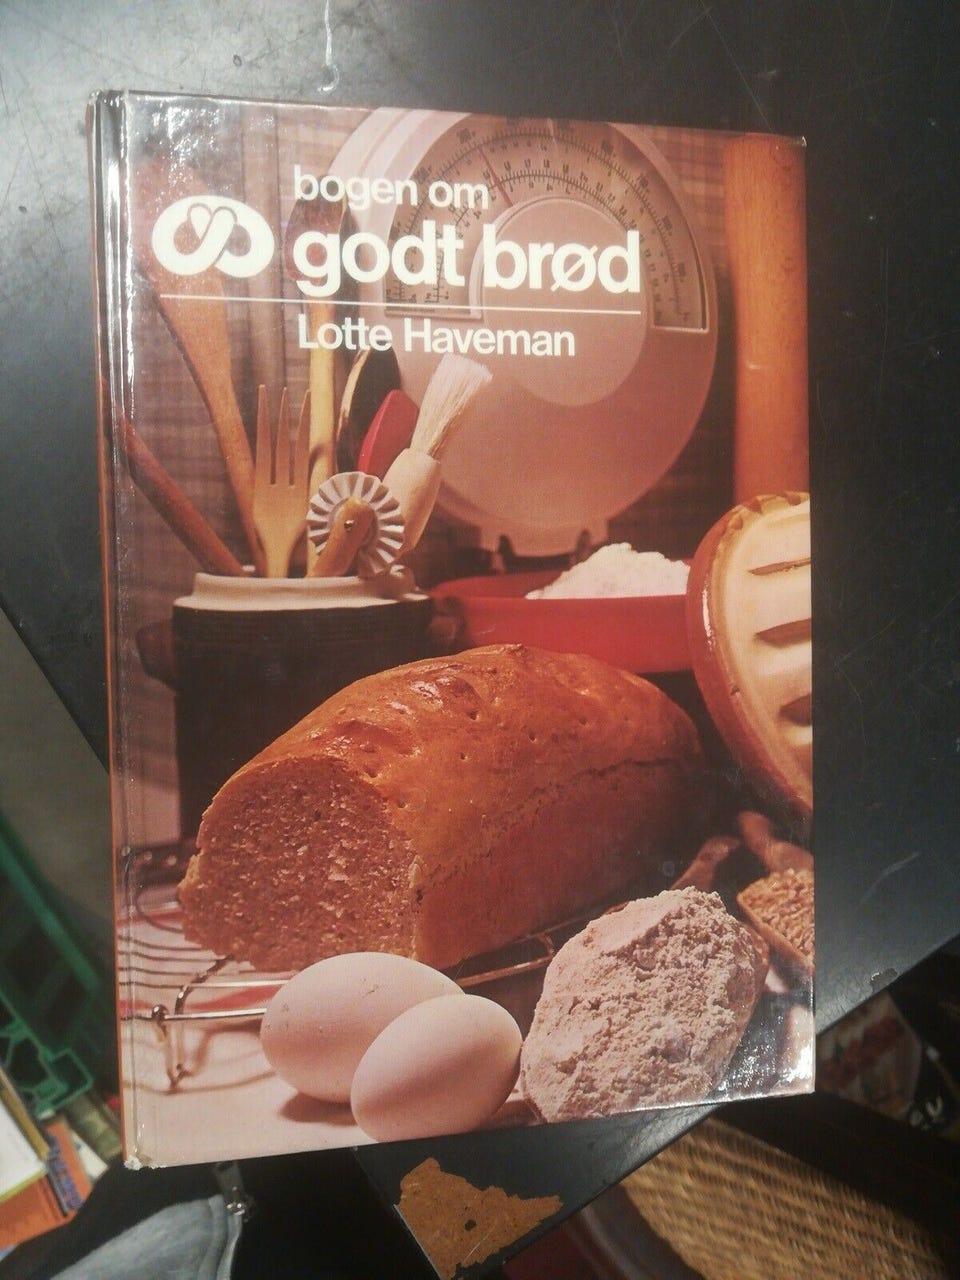 bogen om
godt brød
Lotte Haveman